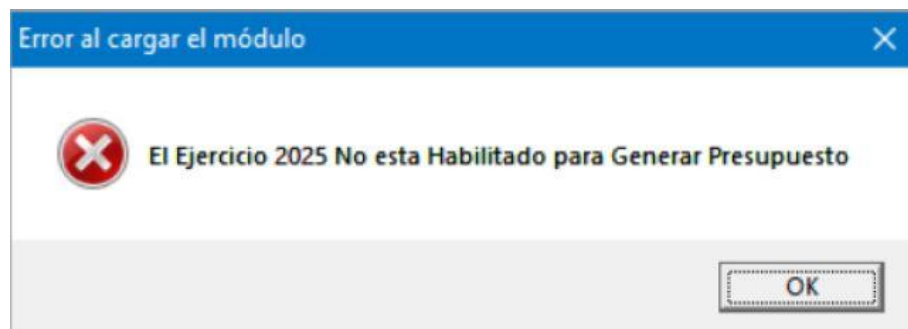 Error al cargar el módulo
El Ejercicio 2025 No esta Habilitado para Generar Presupuesto
OK